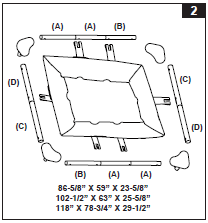 2
(A) (A) (B)
(D) (C)
(C) (D)
(B) (A) (A)
86-5/8" X 59" X 23-5/8"
102-1/2" X 63" X 25-5/8"
118" X 78-3/4" X 29-1/2"